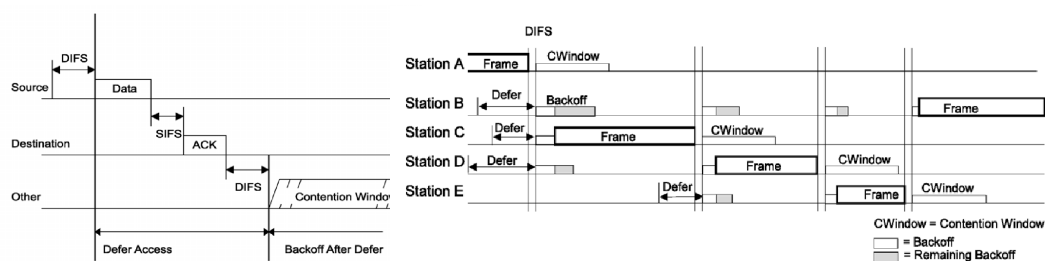 DIFS
Source
Data
SIFS
Destination
ACK
DIFS
Other
Contention Windo
Defer Access
Backoff After Defer
DIFS
Station A
Frame
CWindow
Station B
Defer
Backoff
Frame
Station C
Defer
Frame
CWindow
Station D
Defer
Frame
CWindow
Station E
Defer
Frame
CWindow
CWindow = Contention Window
= Backoff
= Remaining Backoff